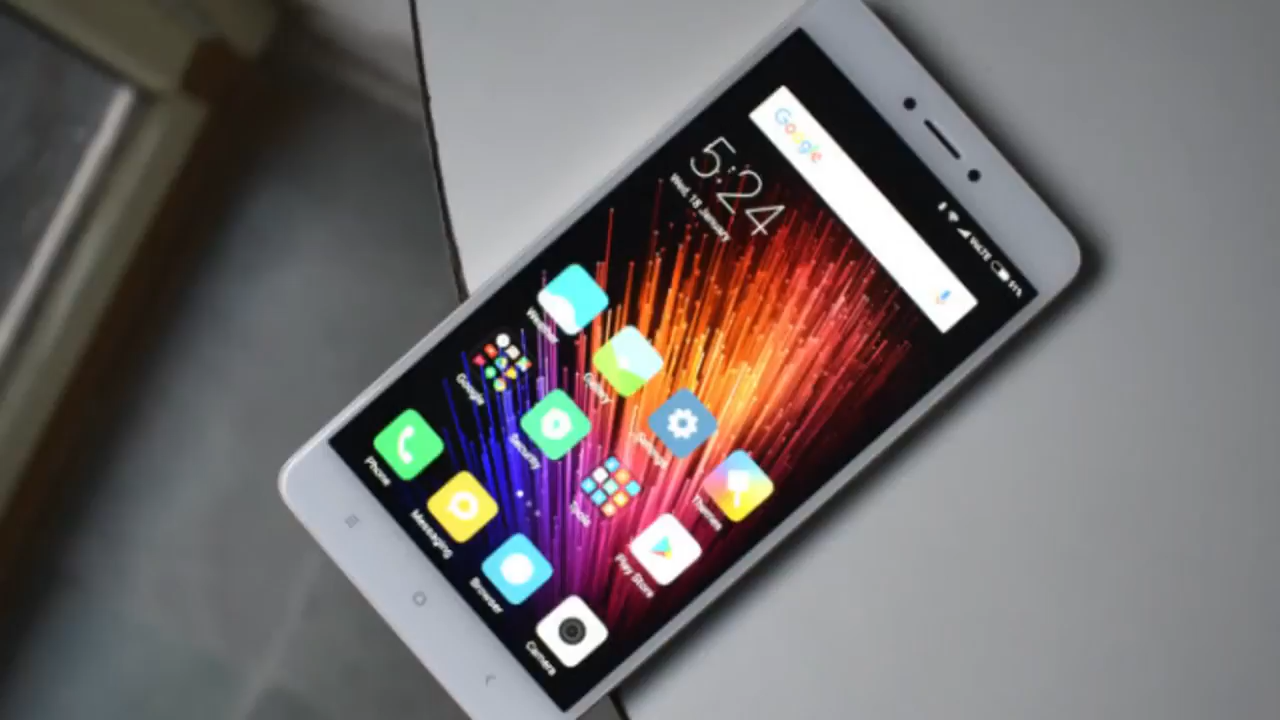 VoLTE
Google
5:24
Wed, 18 January
Weather
Gallery
Settings
Themes
Google
Security
Tools
Play Store
Phone
Messaging
Browser
Camera